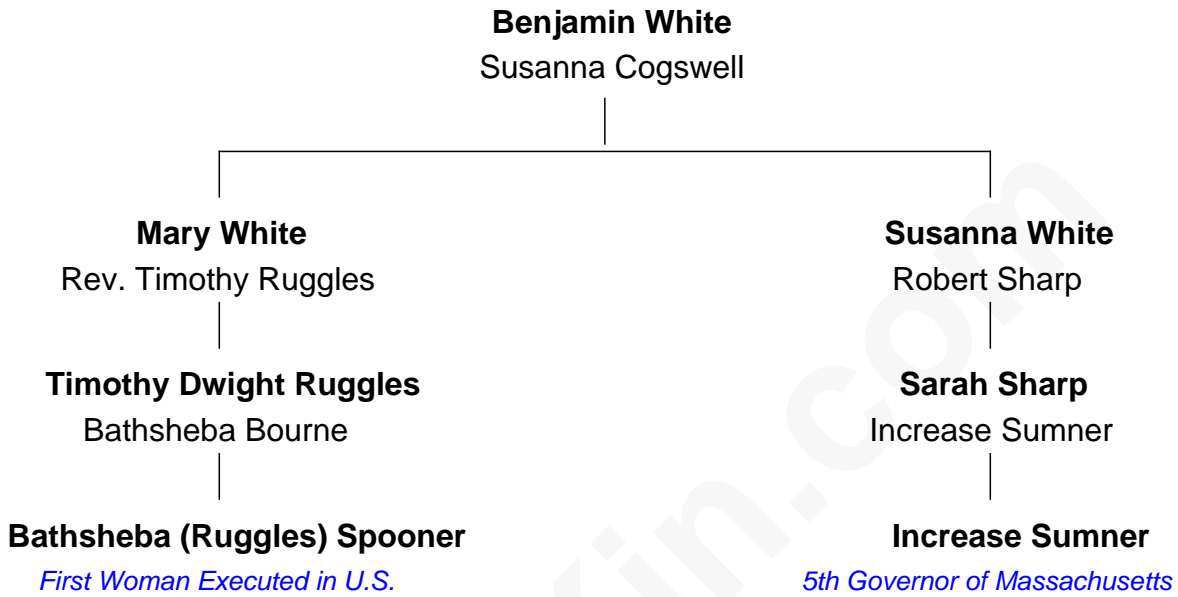 Benjamin White
Susanna Cogswell
Mary White
Rev. Timothy Ruggles
Susanna White
Robert Sharp
Timothy Dwight Ruggles
Bathsheba Bourne
Sarah Sharp
Increase Sumner
Bathsheba (Ruggles) Spooner
First Woman Executed in U.S.
Increase Sumner
5th Governor of Massachusetts